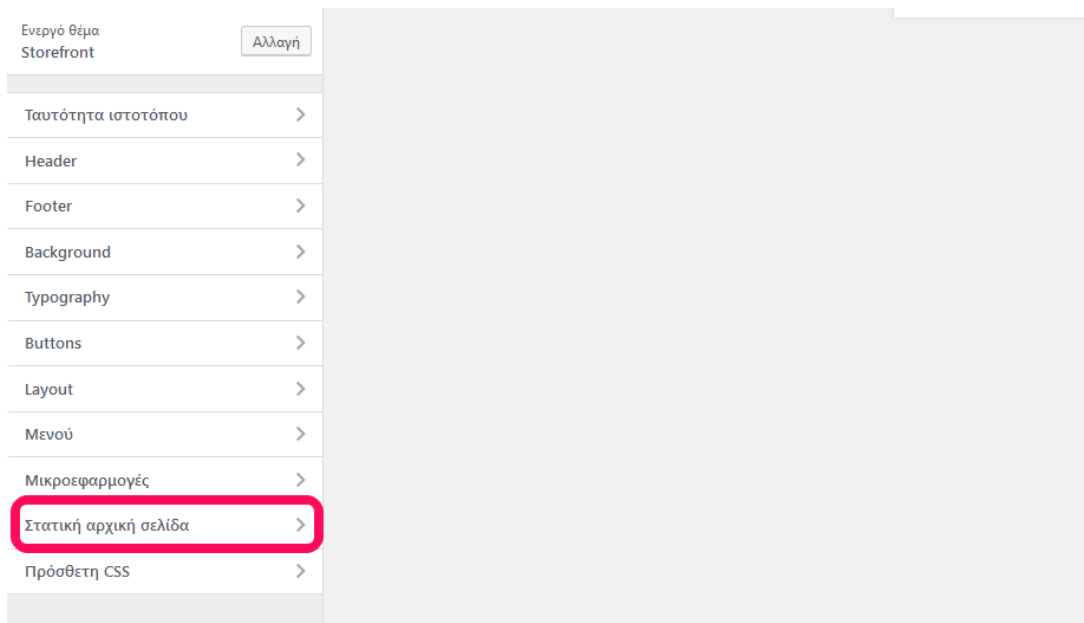 Ενεργό θέμα
Storefront
Αλλαγή
Ταυτότητα ιστοτόπου
Header
Footer
Background
Typography
Buttons
Layout
Μενού
Μικροεφαρμογές
Στατική αρχική σελίδα
Πρόσθετη CSS